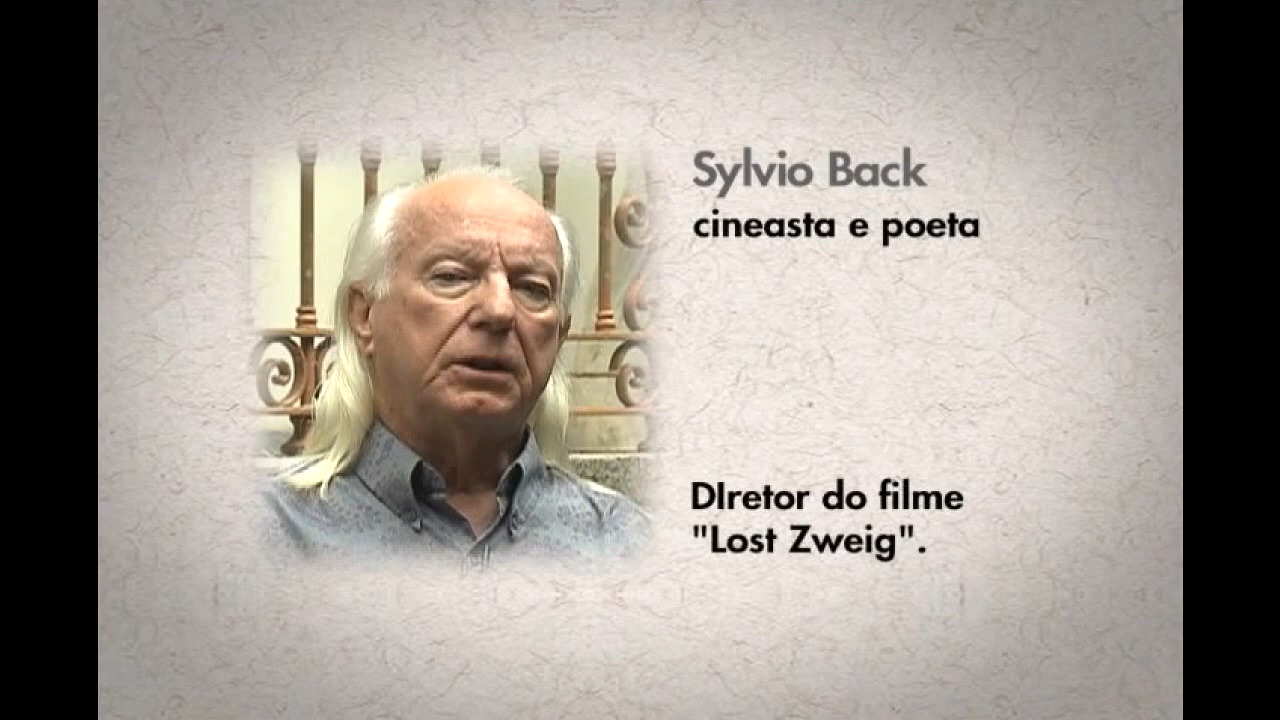 Sylvio Back
cineasta e poeta
DIretor do filme
"Lost Zweig".